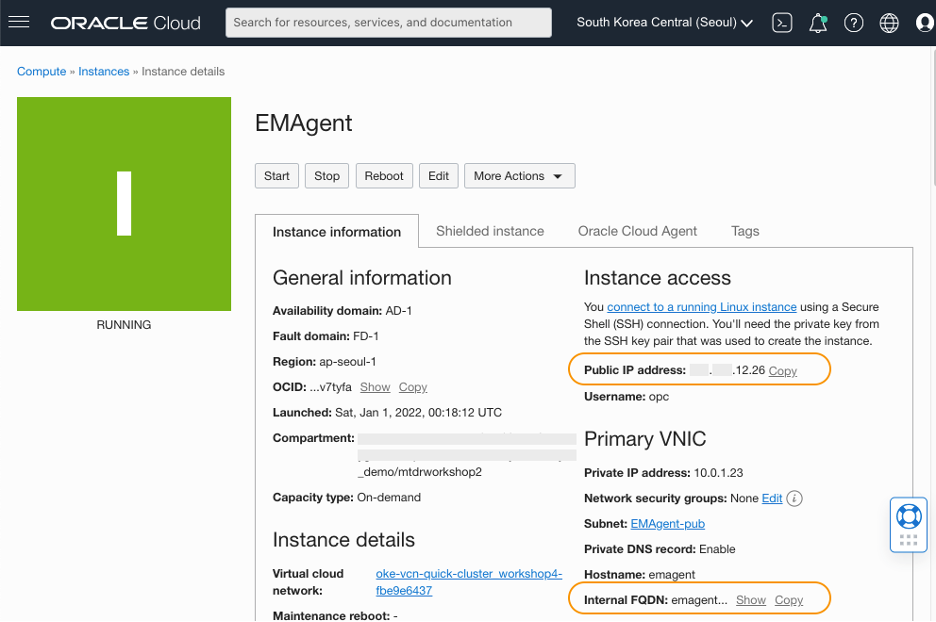 ORACLE Cloud
Search for resources, services, and documentation
South Korea Central (Seoul)
Compute » Instances » Instance details
RUNNING
EMAgent
Start Stop Reboot Edit More Actions
Instance information Shielded instance Oracle Cloud Agent Tags
General information
Availability domain: AD-1
Fault domain: FD-1
Region: ap-seoul-1
OCID: ...v7tyfa Show Copy
Launched: Sat, Jan 1, 2022, 00:18:12 UTC
Compartment:
_demo/mtdrworkshop2
Capacity type: On-demand
Instance details
Virtual cloud network: oke-vcn-quick-cluster_workshop4-
fbe9e6437
Maintenance reboot: -
Instance access
You connect to a running Linux instance using a Secure
Shell (SSH) connection. You'll need the private key from
the SSH key pair that was used to create the instance.
Public IP address: . .12.26 Copy
Username: opc
Primary VNIC
Private IP address: 10.0.1.23
Network security groups: None Edit i
Subnet: EMAgent-pub
Private DNS record: Enable
Hostname: emagent
Internal FQDN: emagent... Show Copy